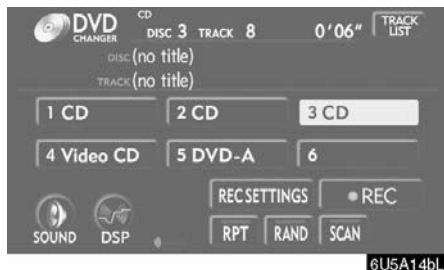 DVD CHANGER CD DISC 3 TRACK 8 0'06" TRACK LIST
DISC (no title)
TRACK (no title)
1 CD 2 CD 3 CD
4 Video CD 5 DVD-A 6
REC SETTINGS ●REC
SOUND DSP RPT RAND SCAN
6U5A14bL